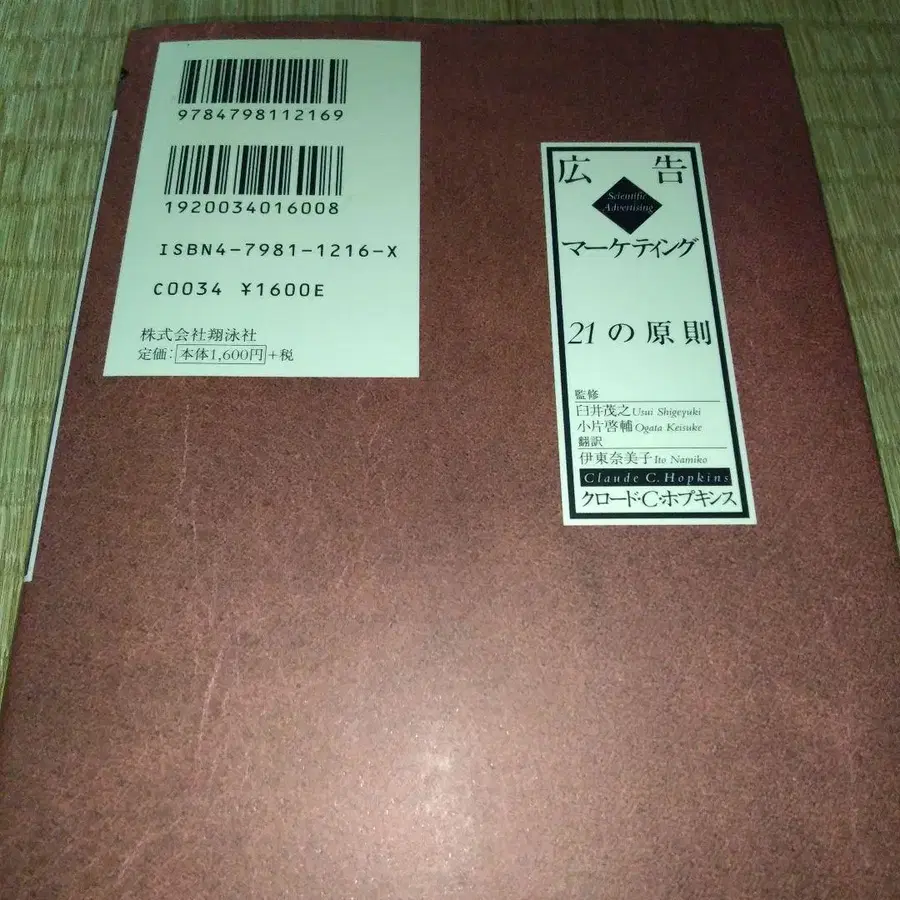 9784798112169
1920034016008
ISBN4-7981-1216-X
C0034 ¥1600E
株式会社翔泳社
定価:本体1,600円+税
広告
Scientific
Advertising
マーケティング
21の原則
監修
臼井茂之 Usui Shigeyuki
小片啓輔 Ogata Keisuke
翻訳
伊東奈美子 Ito Namiko
Claude C. Hopkins
クロード・C・ホプキンス